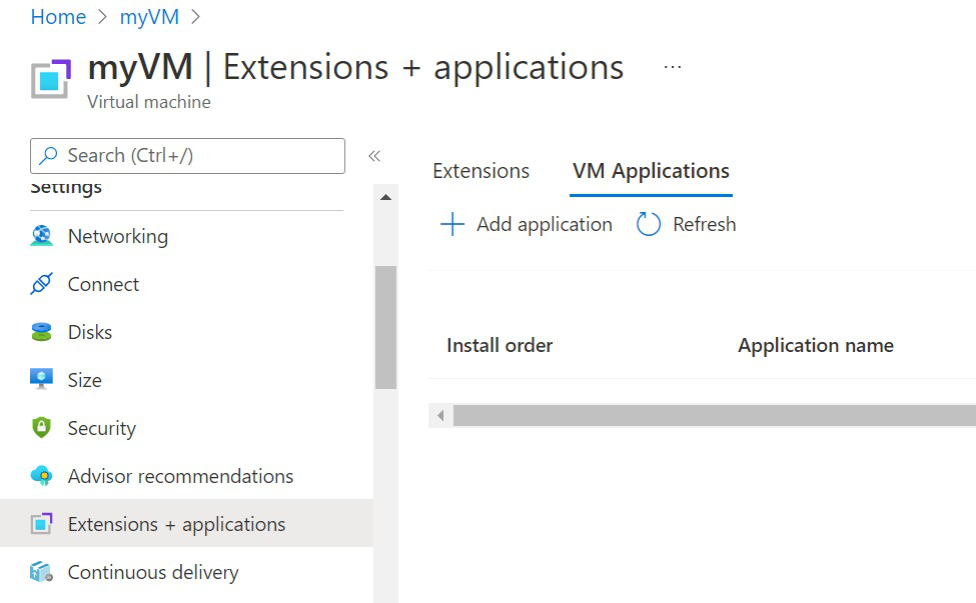 Home > myVM >
myVM | Extensions + applications ...
Virtual machine
Search (Ctrl+/) «
Settings
Networking
Connect
Disks
Size
Security
Advisor recommendations
Extensions + applications
Continuous delivery
Extensions VM Applications
+ Add application Refresh
Install order Application name